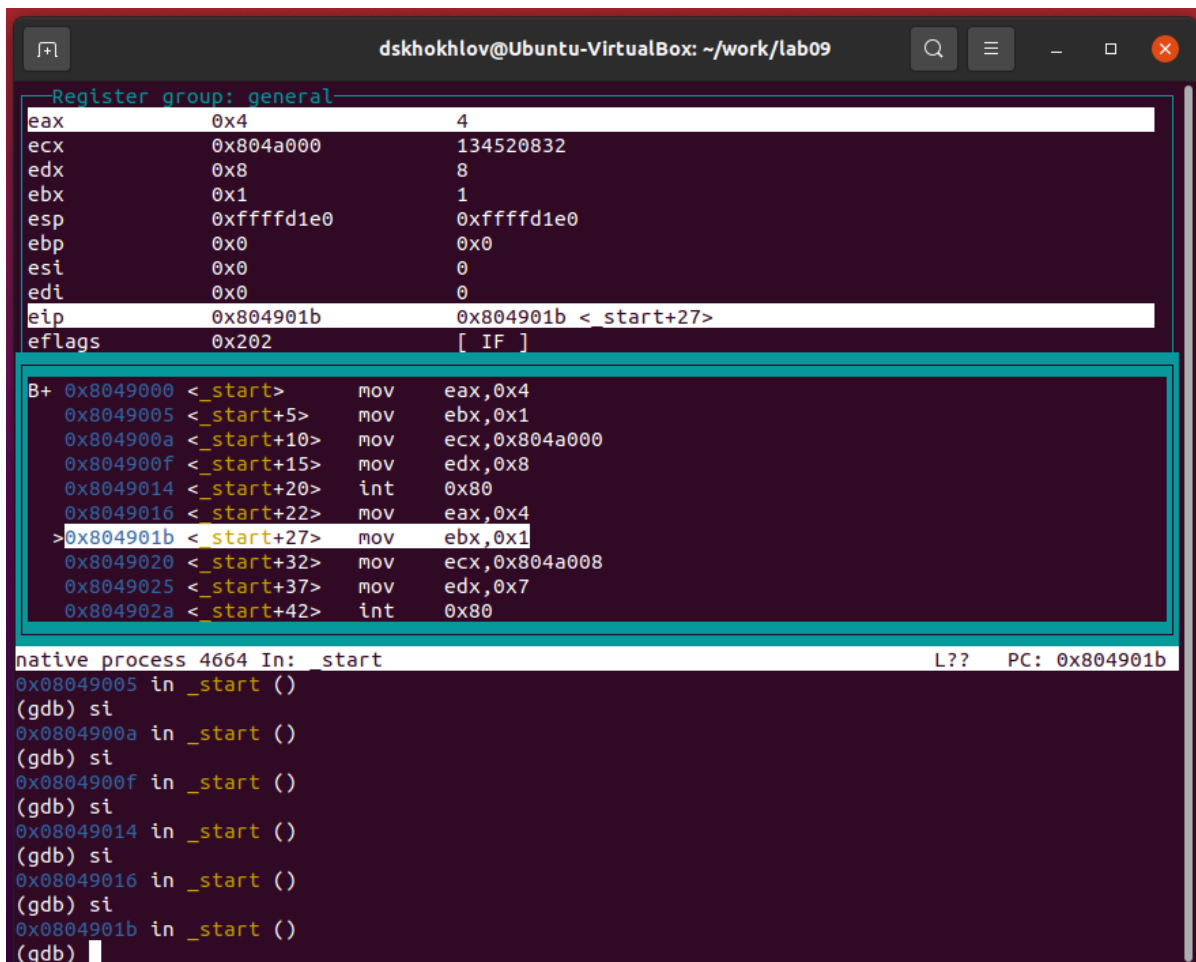 dskhokhlov@Ubuntu-VirtualBox: ~/work/lab09
Register group: general
eax 0x4 4
ecx 0x804a000 134520832
edx 0x8 8
ebx 0x1 1
esp 0xffffd1e0 0xffffd1e0
ebp 0x0 0x0
esi 0x0 0
edi 0x0 0
eip 0x804901b 0x804901b <_start+27>
eflags 0x202 [ IF ]
B+ 0x8049000 <_start> mov eax,0x4
0x8049005 <_start+5> mov ebx,0x1
0x804900a <_start+10> mov ecx,0x804a000
0x804900f <_start+15> mov edx,0x8
0x8049014 <_start+20> int 0x80
0x8049016 <_start+22> mov eax,0x4
>0x804901b <_start+27> mov ebx,0x1
0x8049020 <_start+32> mov ecx,0x804a008
0x8049025 <_start+37> mov edx,0x7
0x804902a <_start+42> int 0x80
native process 4664 In: _start L?? PC: 0x804901b
0x08049005 in _start ()
(gdb) si
0x0804900a in _start ()
(gdb) si
0x0804900f in _start ()
(gdb) si
0x08049014 in _start ()
(gdb) si
0x08049016 in _start ()
(gdb) si
0x0804901b in _start ()
(gdb)